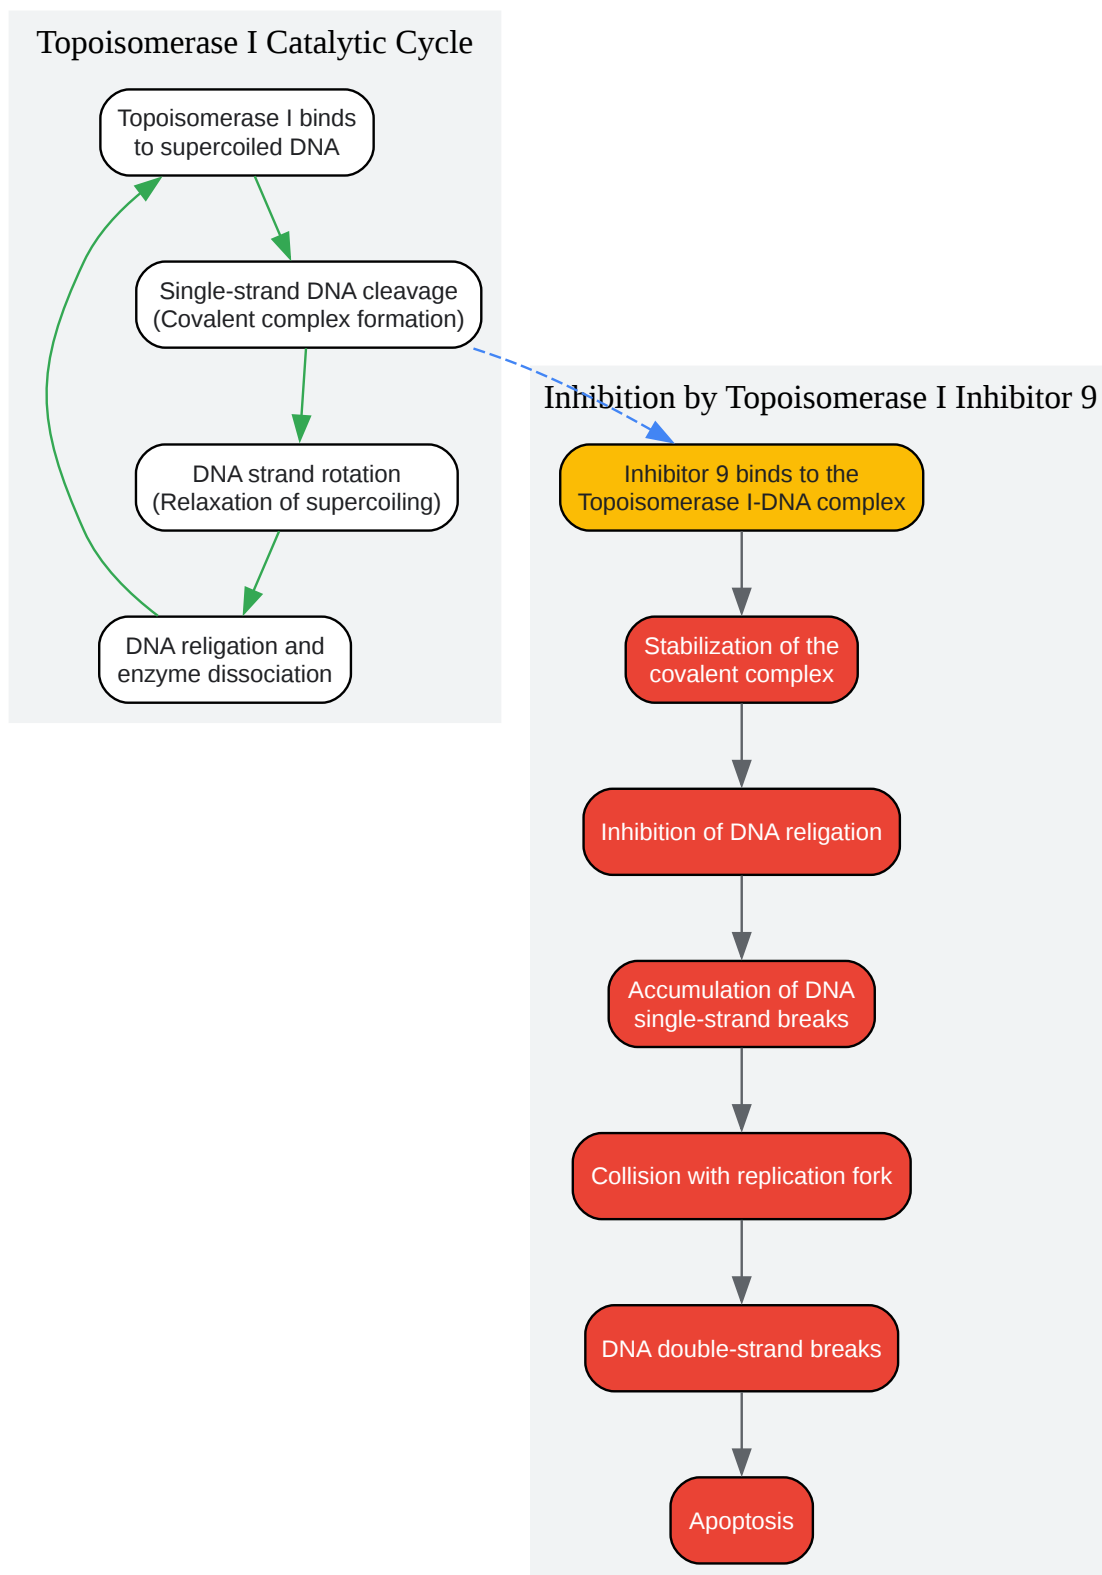 Topoisomerase I Catalytic Cycle
Topoisomerase I binds
to supercoiled DNA
Single-strand DNA cleavage
(Covalent complex formation)
DNA strand rotation
(Relaxation of supercoiling)
DNA religation and
enzyme dissociation
Inhibition by Topoisomerase I Inhibitor 9
Inhibitor 9 binds to the
Topoisomerase I-DNA complex
Stabilization of the
covalent complex
Inhibition of DNA religation
Accumulation of DNA
single-strand breaks
Collision with replication fork
DNA double-strand breaks
Apoptosis